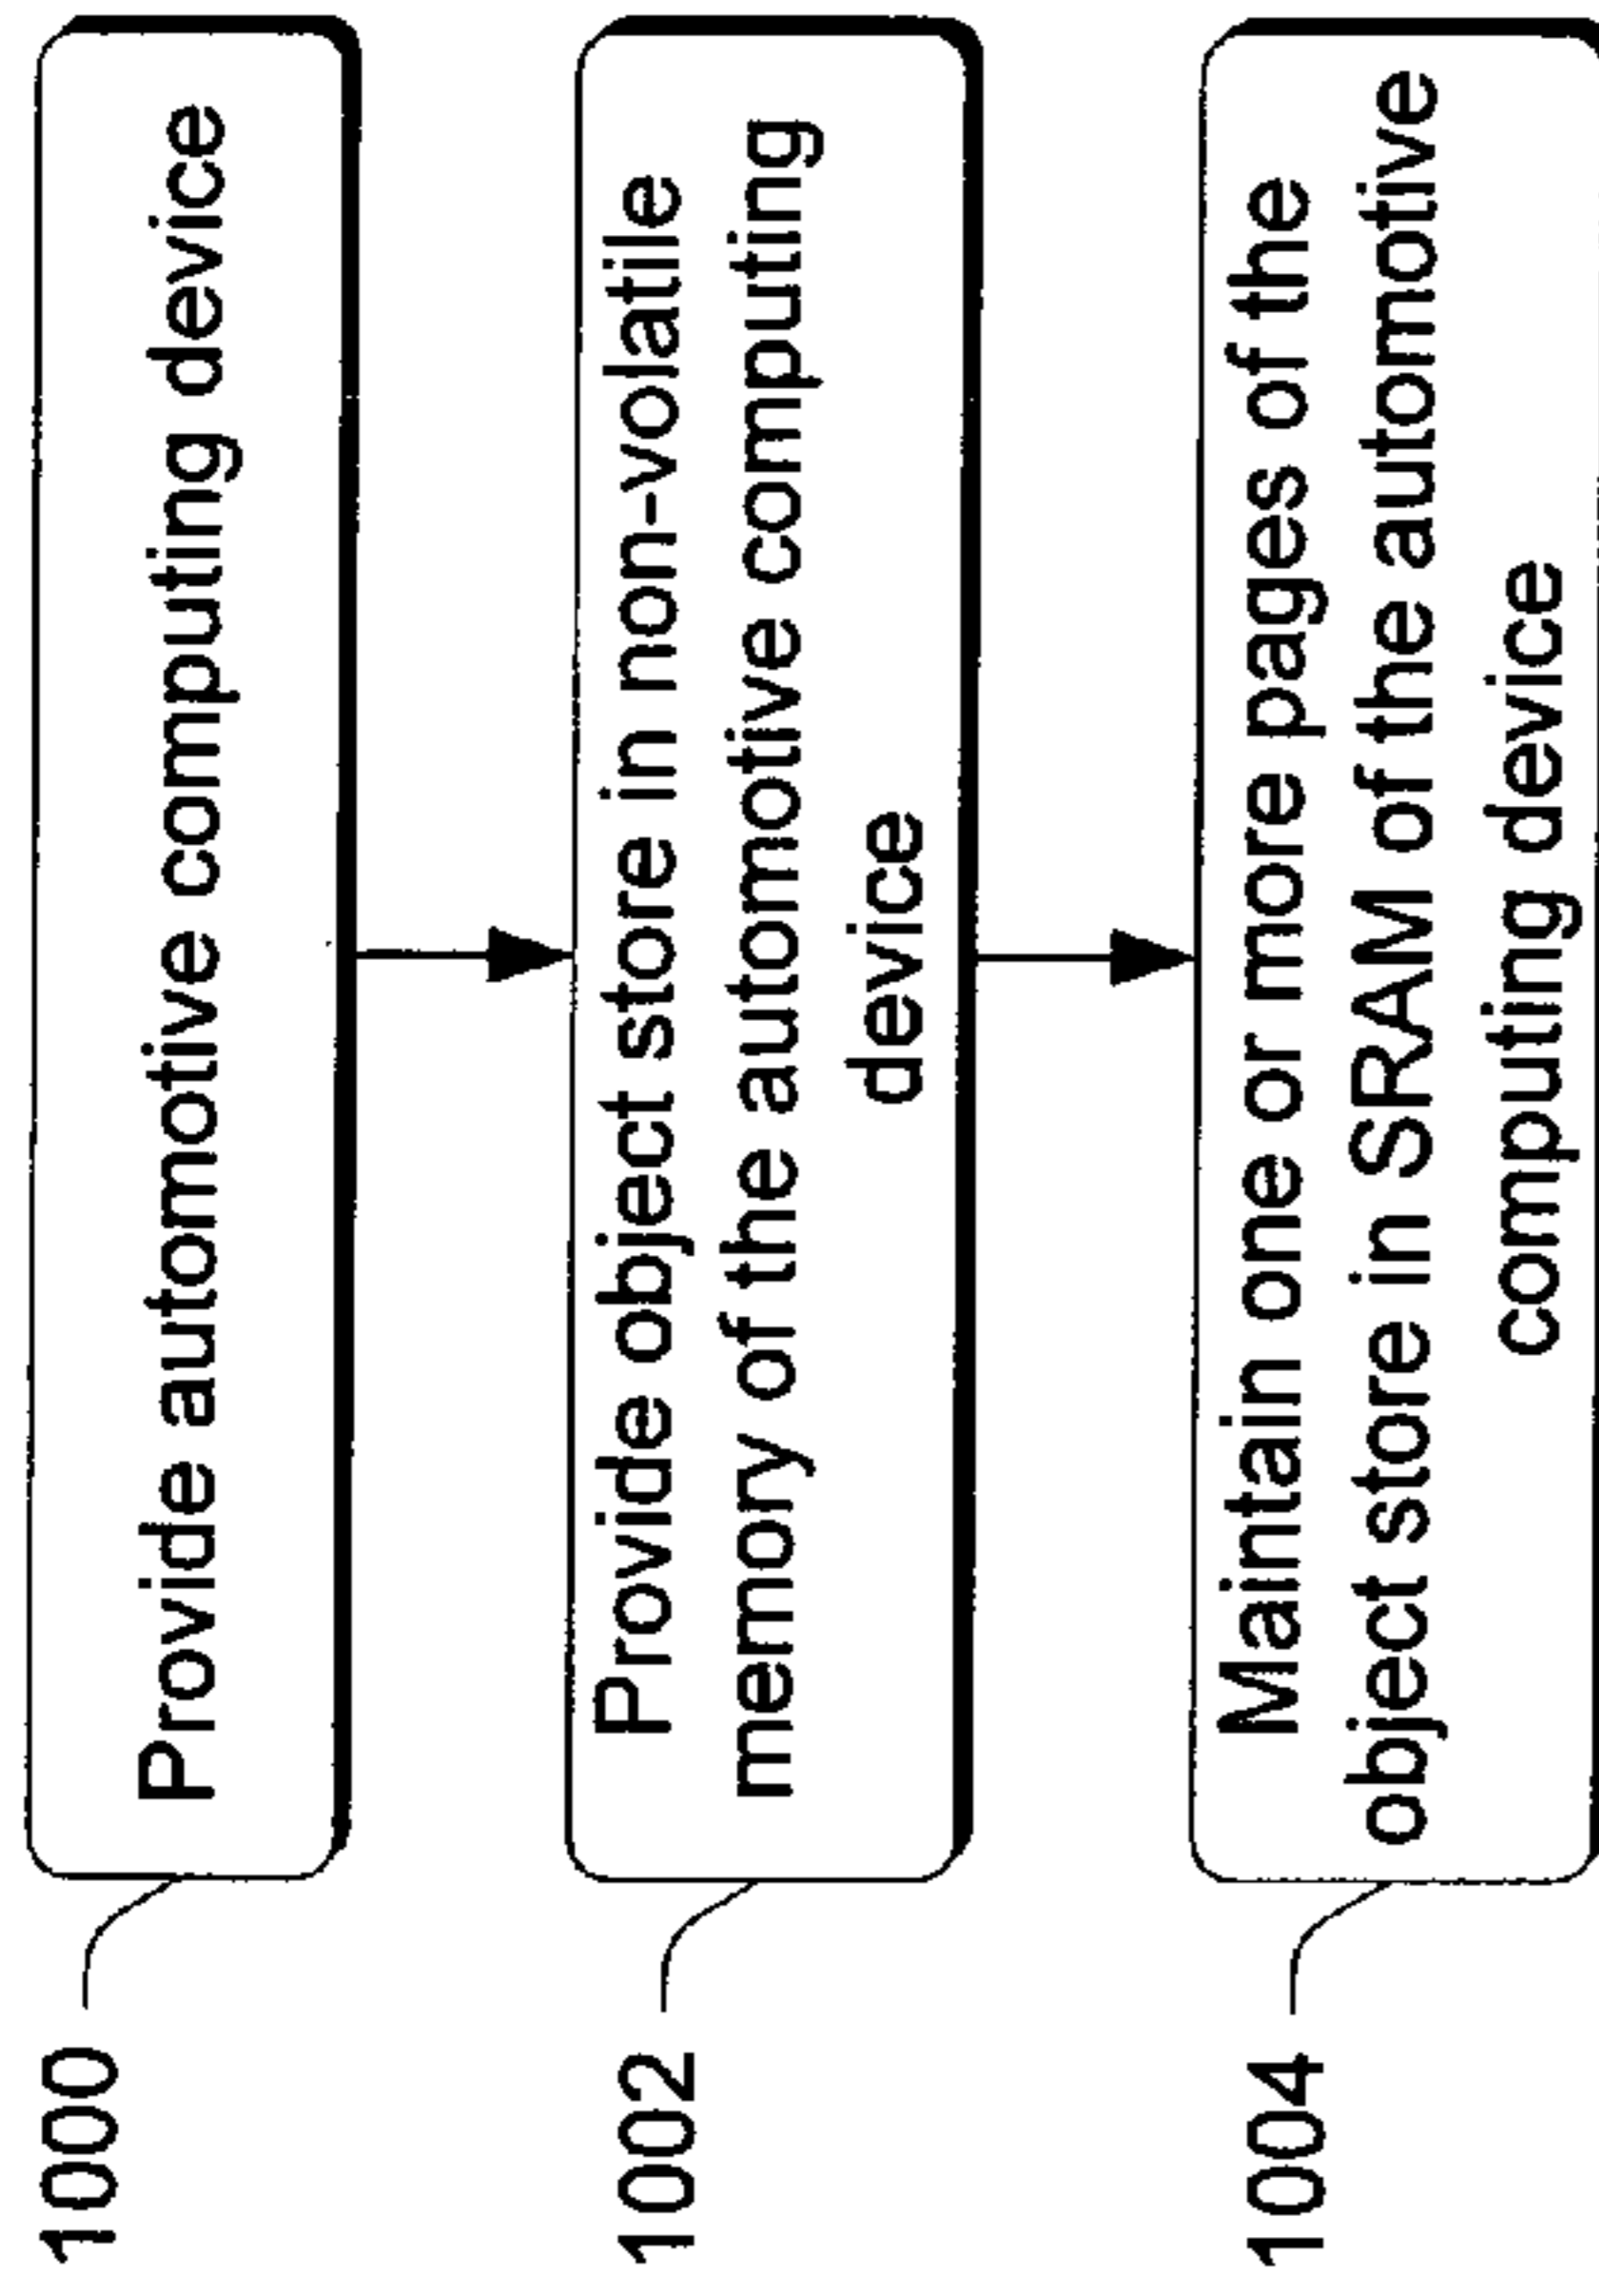 1000
Provide automotive computing device
1002
Provide object store in non-volatile
memory of the automotive computing
device
1004
Maintain one or more pages of the
object store in SRAM of the automotive
computing device